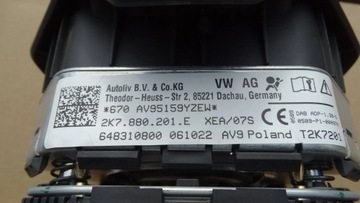 Autoliv B.V. & Co.KG VW AG
Theodor-Heuss-Str 2, 85221 Dachau, Germany
*670 AV95159YZEW*
2K7.880.201.E XEA/07S CE
648310800 061022 AV9 Poland T2K7201